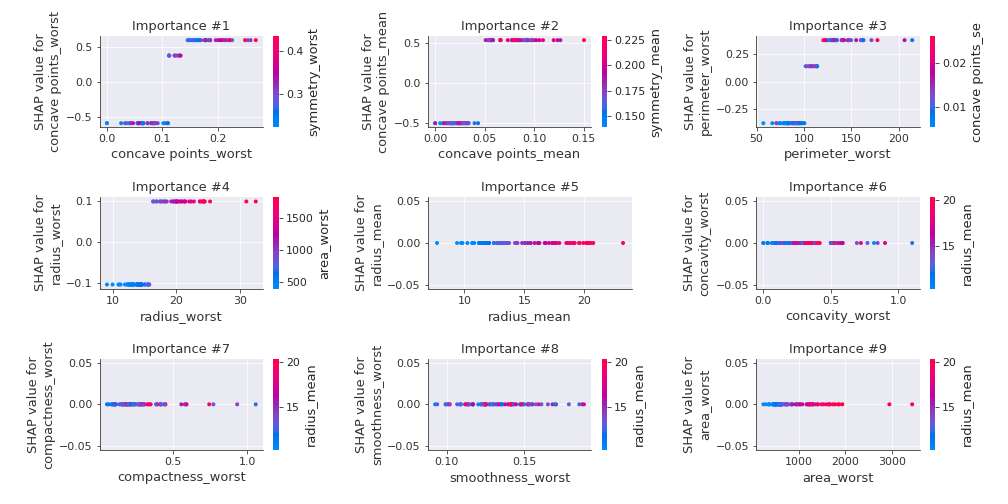 Importance #1
SHAP value for
concave points_worst
0.5
0.0
−0.5
0.0
0.1
0.2
concave points_worst
0.4
0.3
symmetry_worst
Importance #2
SHAP value for
concave points_mean
0.5
0.0
−0.5
0.00
0.05
0.10
0.15
concave points_mean
0.225
0.200
0.175
0.150
symmetry_mean
Importance #3
SHAP value for
perimeter_worst
0.25
0.00
−0.25
50
100
150
200
perimeter_worst
0.02
0.01
concave points_se
Importance #4
SHAP value for
radius_worst
0.1
0.0
−0.1
10
20
30
radius_worst
1500
1000
500
area_worst
Importance #5
SHAP value for
radius_mean
0.05
0.00
−0.05
10
15
20
radius_mean
Importance #6
SHAP value for
concavity_worst
0.05
0.00
−0.05
0.0
0.5
1.0
concavity_worst
20
15
radius_mean
Importance #7
SHAP value for
compactness_worst
0.05
0.00
−0.05
0.5
1.0
compactness_worst
20
15
radius_mean
Importance #8
SHAP value for
smoothness_worst
0.05
0.00
−0.05
0.10
0.15
smoothness_worst
20
15
radius_mean
Importance #9
SHAP value for
area_worst
0.05
0.00
−0.05
1000
2000
3000
area_worst
20
15
radius_mean